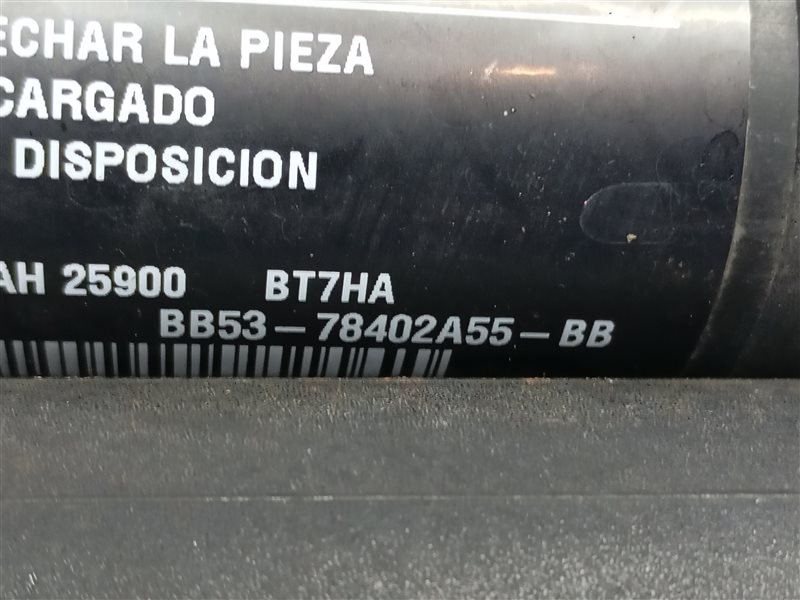 ECHAR LA PIEZA
CARGADO
DISPOSICION
AH 25900 BT7HA
BB53-78402A55-BB